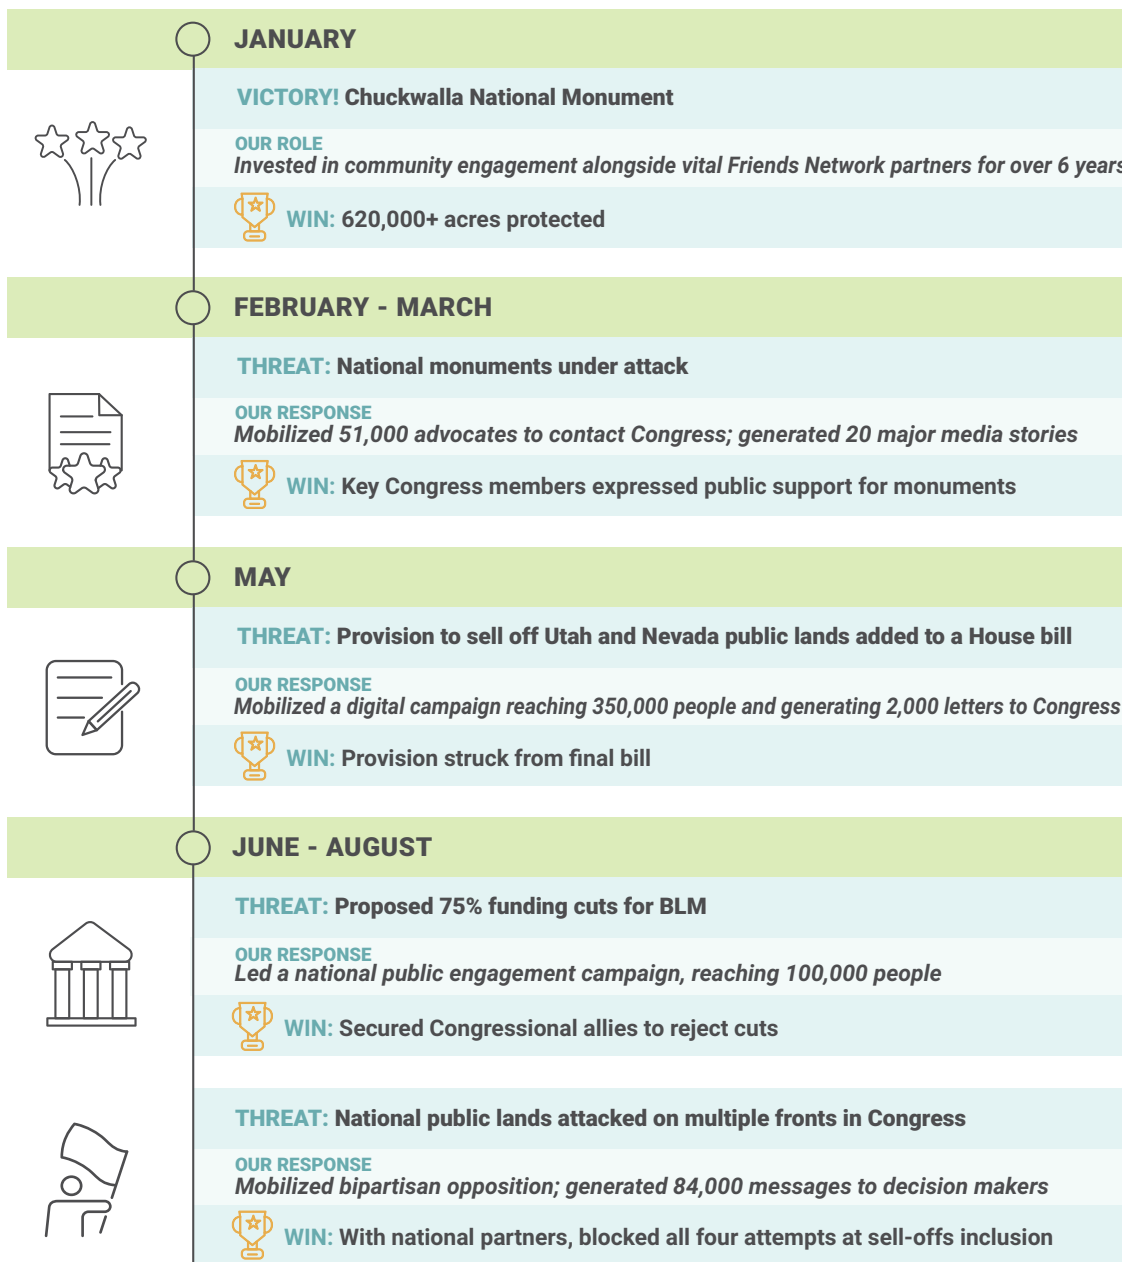 JANUARY
VICTORY! Chuckwalla National Monument
OUR ROLE
Invested in community engagement alongside vital Friends Network partners for over 6 years
WIN: 620,000+ acres protected
FEBRUARY - MARCH
THREAT: National monuments under attack
OUR RESPONSE
Mobilized 51,000 advocates to contact Congress; generated 20 major media stories
WIN: Key Congress members expressed public support for monuments
MAY
THREAT: Provision to sell off Utah and Nevada public lands added to a House bill
OUR RESPONSE
Mobilized a digital campaign reaching 350,000 people and generating 2,000 letters to Congress
WIN: Provision struck from final bill
JUNE - AUGUST
THREAT: Proposed 75% funding cuts for BLM
OUR RESPONSE
Led a national public engagement campaign, reaching 100,000 people
WIN: Secured Congressional allies to reject cuts
THREAT: National public lands attacked on multiple fronts in Congress
OUR RESPONSE
Mobilized bipartisan opposition; generated 84,000 messages to decision makers
WIN: With national partners, blocked all four attempts at sell-offs inclusion